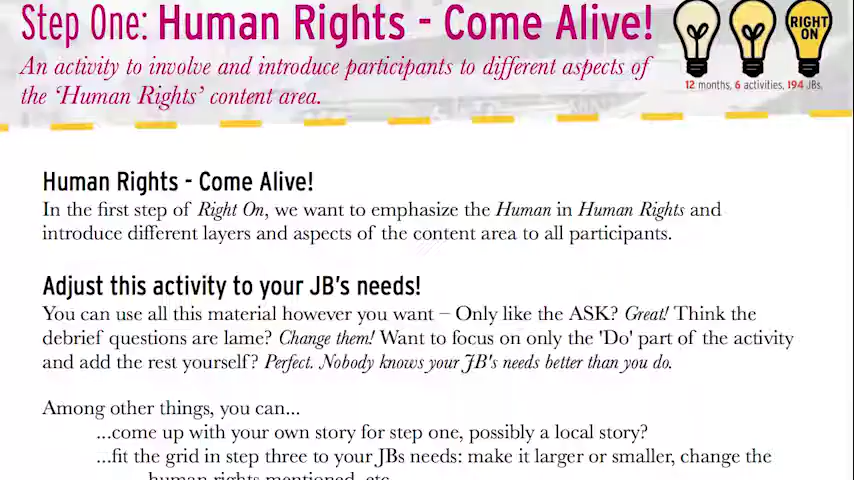 Step One: Human Rights - Come Alive!
An activity to involve and introduce participants to different aspects of
the ‘Human Rights’ content area.
RIGHT
ON
12 months, 6 activities, 194 JBs.
Human Rights - Come Alive!
In the first step of Right On, we want to emphasize the Human in Human Rights and
introduce different layers and aspects of the content area to all participants.
Adjust this activity to your JB's needs!
You can use all this material however you want – Only like the ASK? Great! Think the
debrief questions are lame? Change them! Want to focus on only the 'Do' part of the activity
and add the rest yourself? Perfect. Nobody knows your JB's needs better than you do.
Among other things, you can...
...come up with your own story for step one, possibly a local story?
...fit the grid in step three to your JBs needs: make it larger or smaller, change the
human rights mentioned, etc.